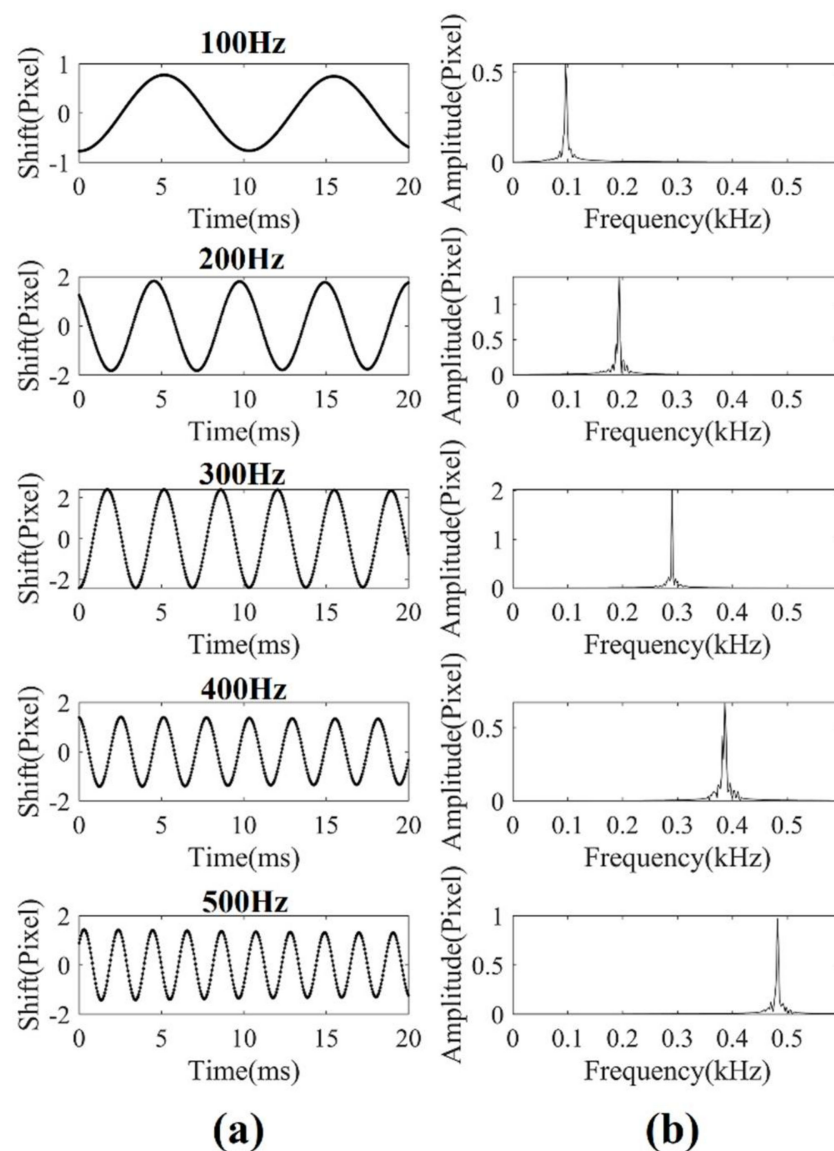 100Hz
Shift(Pixel)
1
0
-1
0 5 10 15 20
Time(ms)
Amplitude(Pixel)
0.5
0
0 0.1 0.2 0.3 0.4 0.5
Frequency(kHz)
200Hz
Shift(Pixel)
2
0
-2
0 5 10 15 20
Time(ms)
Amplitude(Pixel)
1
0.5
0
0 0.1 0.2 0.3 0.4 0.5
Frequency(kHz)
300Hz
Shift(Pixel)
2
0
-2
0 5 10 15 20
Time(ms)
Amplitude(Pixel)
2
1
0
0 0.1 0.2 0.3 0.4 0.5
Frequency(kHz)
400Hz
Shift(Pixel)
2
0
-2
0 5 10 15 20
Time(ms)
Amplitude(Pixel)
0.5
0
0 0.1 0.2 0.3 0.4 0.5
Frequency(kHz)
500Hz
Shift(Pixel)
2
0
-2
0 5 10 15 20
Time(ms)
Amplitude(Pixel)
1
0.5
0
0 0.1 0.2 0.3 0.4 0.5
Frequency(kHz)
(a) (b)